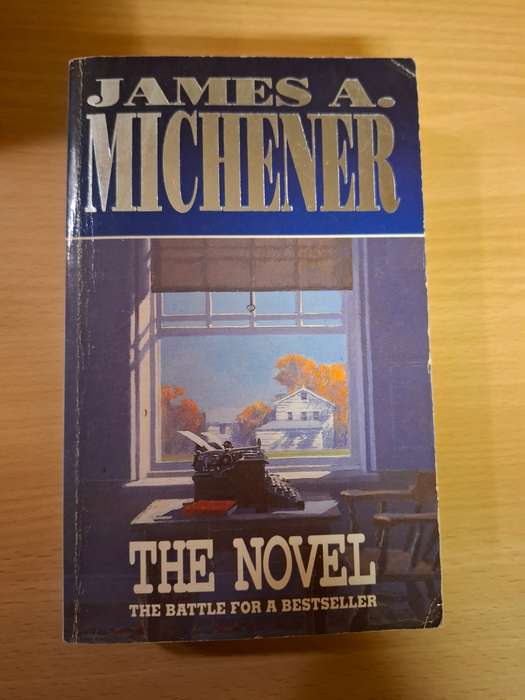 JAMES A.
MICHENER
THE NOVEL
THE BATTLE FOR A BESTSELLER